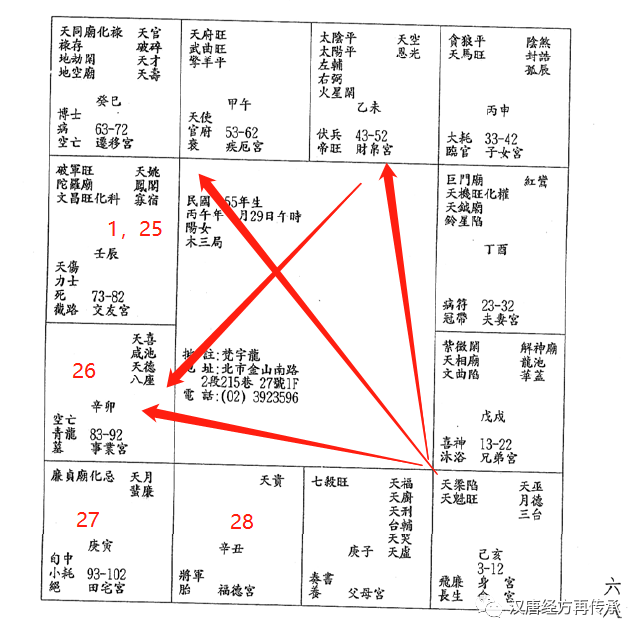 天同廟化祿 天官
祿存 破碎
地劫閑 天才
地空廟 天壽
癸巳
博士
病 63-72
空亡 遷移宮
天府旺
武曲旺
擎羊平
甲午
天使
官府 53-62
衰 疾厄宮
太陰平 天空
太陽平 恩光
左輔
右弼
火星閑
乙未
伏兵 43-52
帝旺 財帛宮
貪狼平 陰煞
天馬旺 封誥
孤辰
丙申
大耗 33-42
臨官 子女宮
破軍旺 天姚
陀羅廟 鳳閣
文昌旺化科 寡宿
1，25
壬辰
天傷
力士
死 73-82
截路 交友宮
民國 55年生
丙午年 月29日午時
陽女
木三局
批註:梵宇龍
地 址:北市金山南路
2段215巷 27號1F
電 話:(02) 3923596
巨門廟 紅鸞
天機旺化權
天鉞廟
鈴星陷
丁酉
病符 23-32
冠帶 夫妻宮
天喜
咸池
天德
八座
26
辛卯
空亡
青龍 83-92
墓 事業宮
紫微閑 解神廟
天相廟 龍池
文曲陷 華蓋
戊戌
喜神 13-22
沐浴 兄弟宮
廉貞廟化忌 天月
蜚廉
27
庚寅
旬中
小耗 93-102
絕 田宅宮
天貴
28
辛丑
將軍
胎 福德宮
七殺旺 天福
天廚
天刑
台輔
天哭
天虛
庚子
奏書
養 父母宮
天梁陷 天巫
天魁旺 月德
三台
己亥
3-12
飛廉 身 宮
長生 命 宮
六八
汉唐经方再传承